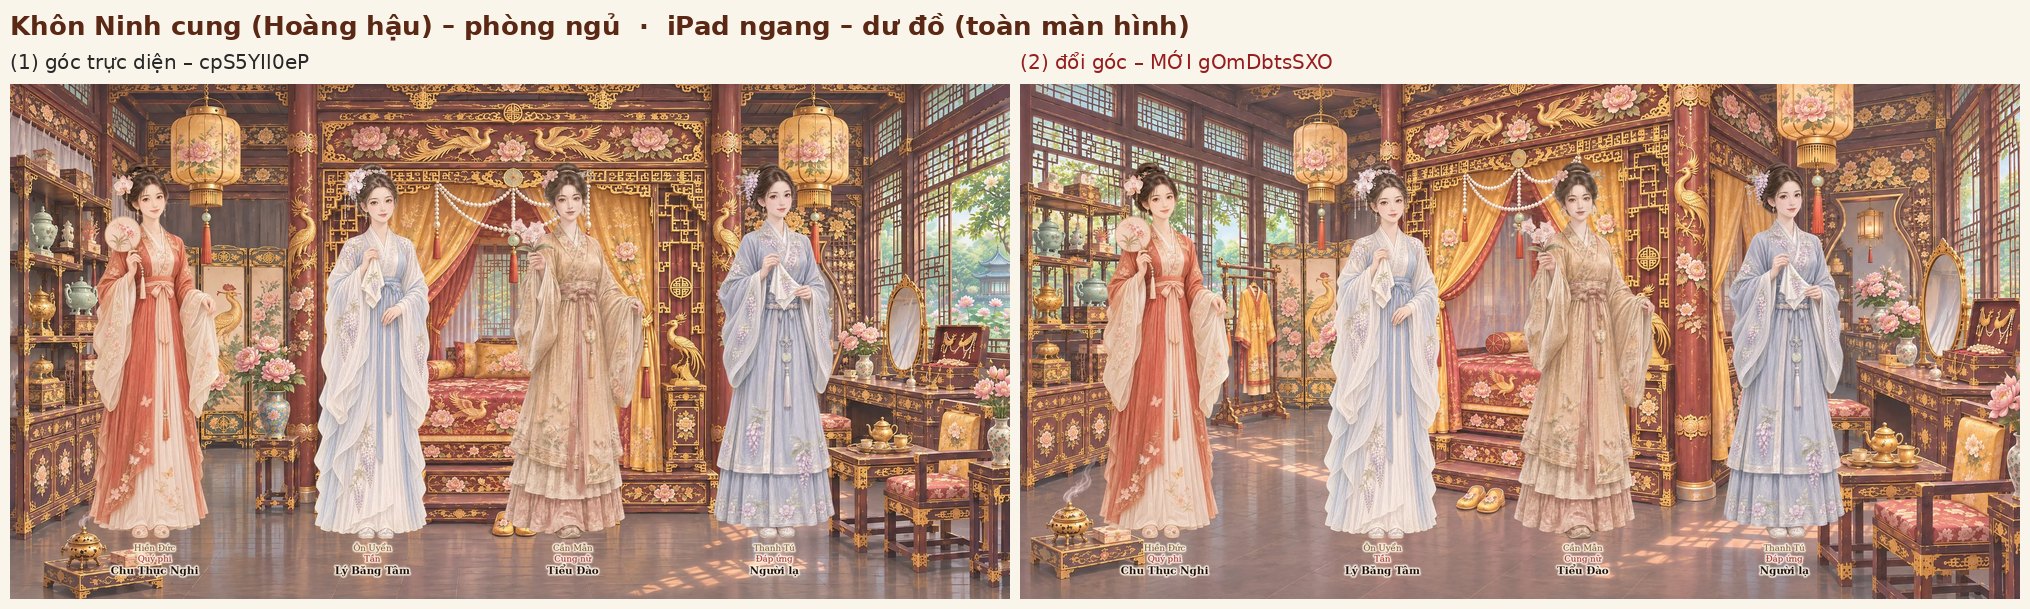 Khôn Ninh cung (Hoàng hậu) – phòng ngủ · iPad ngang – dư đồ (toàn màn hình)
(1) góc trực diện – cpS5YIl0eP
(2) đổi góc – MỚI gOmDbtsSXO
Hiền Đức
Quý phi
Chu Thục Nghi
Ôn Uyển
Tần
Lý Băng Tâm
Cần Mẫn
Cung nữ
Tiểu Đào
Thanh Tú
Đáp ứng
Người lạ
Hiền Đức
Quý phi
Chu Thục Nghi
Ôn Uyển
Tần
Lý Băng Tâm
Cần Mẫn
Cung nữ
Tiểu Đào
Thanh Tú
Đáp ứng
Người lạ